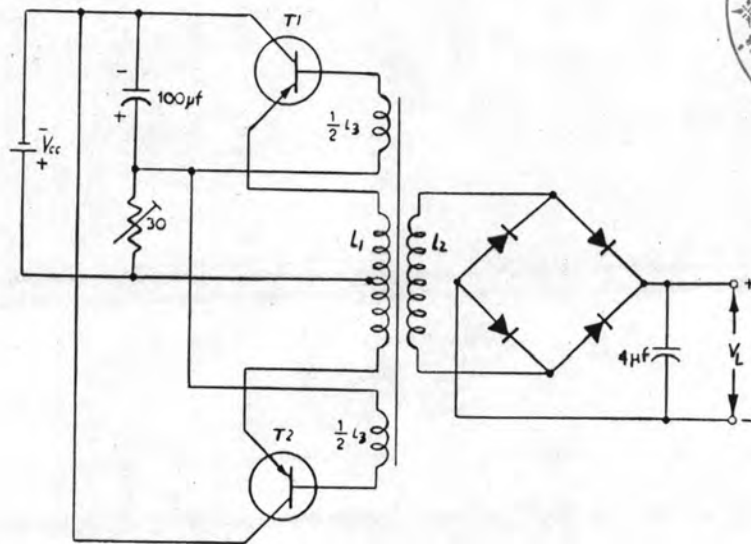 T1
−
100μf
+
½ L3
−
Vcc
+
30
L1
L2
+
4μf
VL
−
½ L3
T2